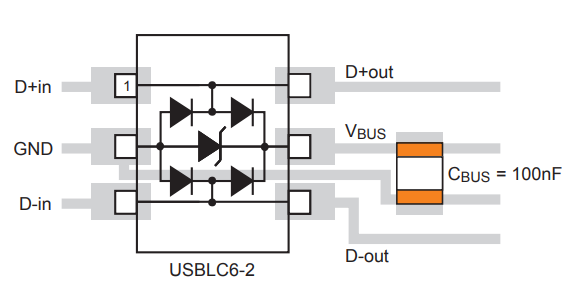 D+in
1
D+out
GND
VBUS
CBUS = 100nF
D-in
D-out
USBLC6-2